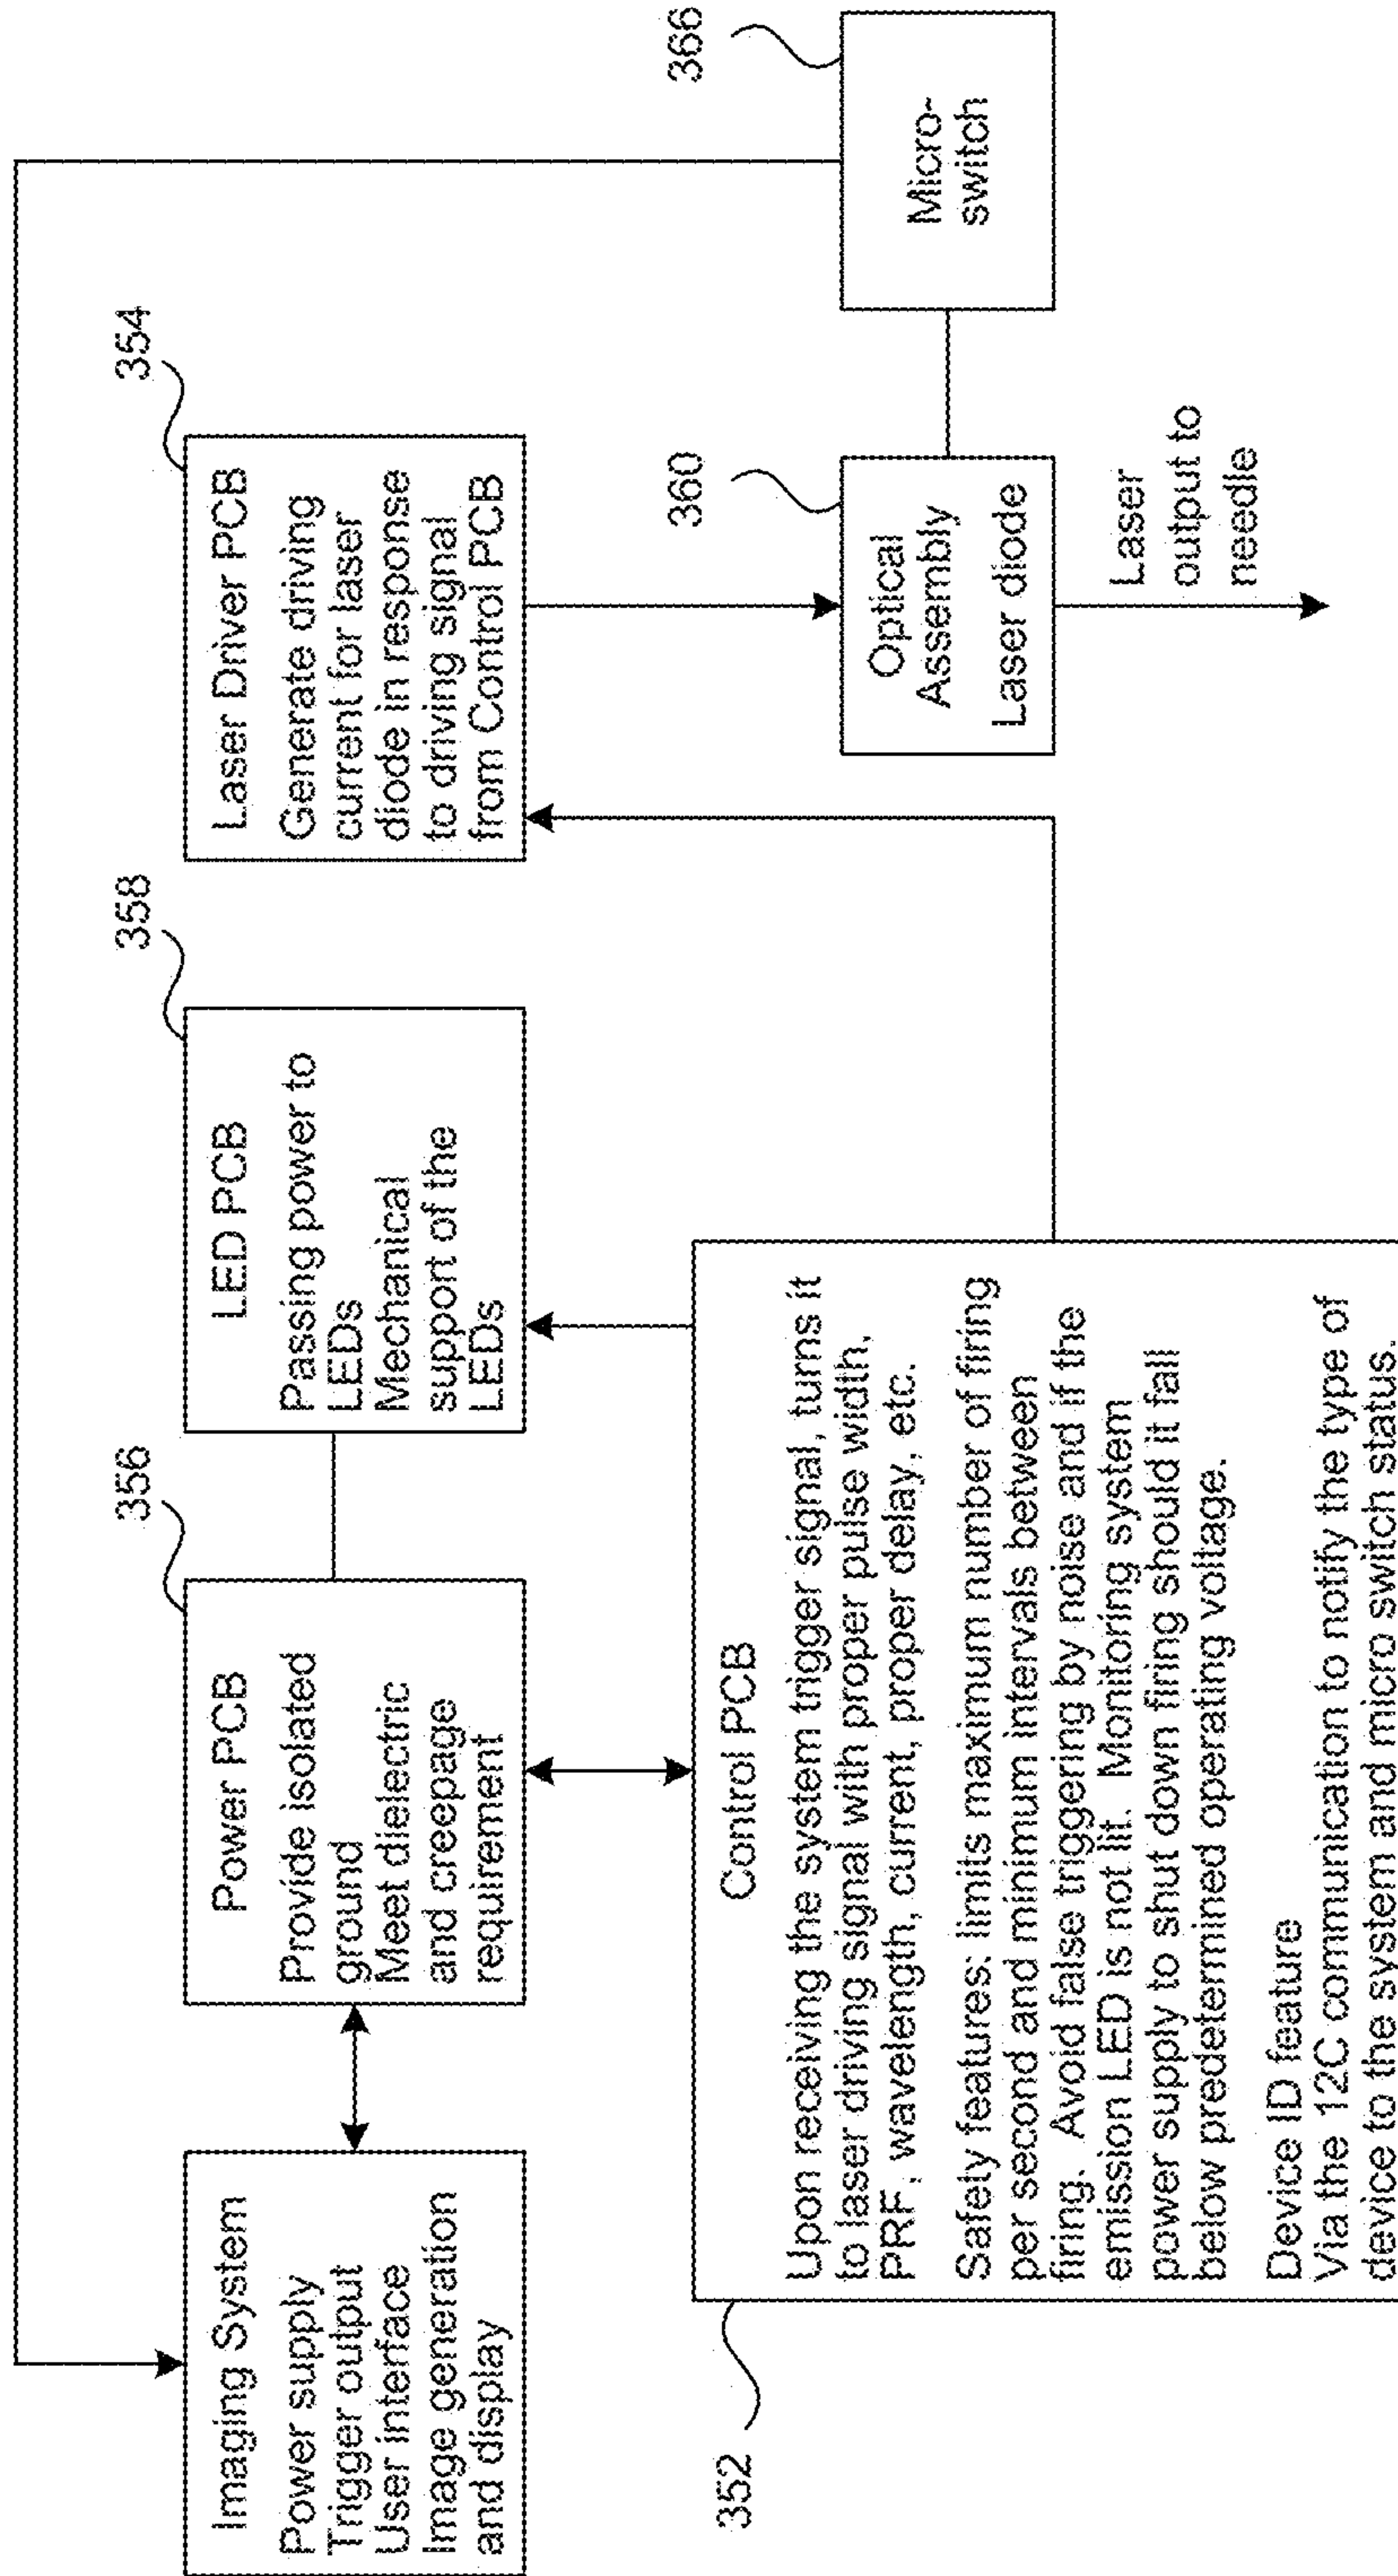 Imaging System
Power supply
Trigger output
User interface
Image generation
and display
356
Power PCB
Provide isolated
ground
Meet dielectric
and creepage
requirement
358
LED PCB
Passing power to
LEDs
Mechanical
support of the
LEDs
354
Laser Driver PCB
Generate driving
current for laser
diode in response
to driving signal
from Control PCB
352
Control PCB
Upon receiving the system trigger signal, turns it
to laser driving signal with proper pulse width,
PRF, wavelength, current, proper delay, etc.
Safety features: limits maximum number of firing
per second and minimum intervals between
firing. Avoid false triggering by noise and if the
emission LED is not lit. Monitoring system
power supply to shut down firing should it fall
below predetermined operating voltage.
Device ID feature
Via the 12C communication to notify the type of
device to the system and micro switch status.
360
Optical
Assembly
Laser diode
Laser
output to
needle
366
Micro-
switch